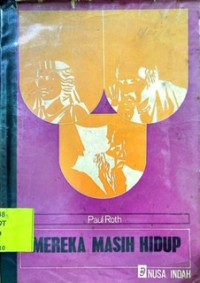 Paul Roth
MEREKA MASIH HIDUP
NUSA INDAH